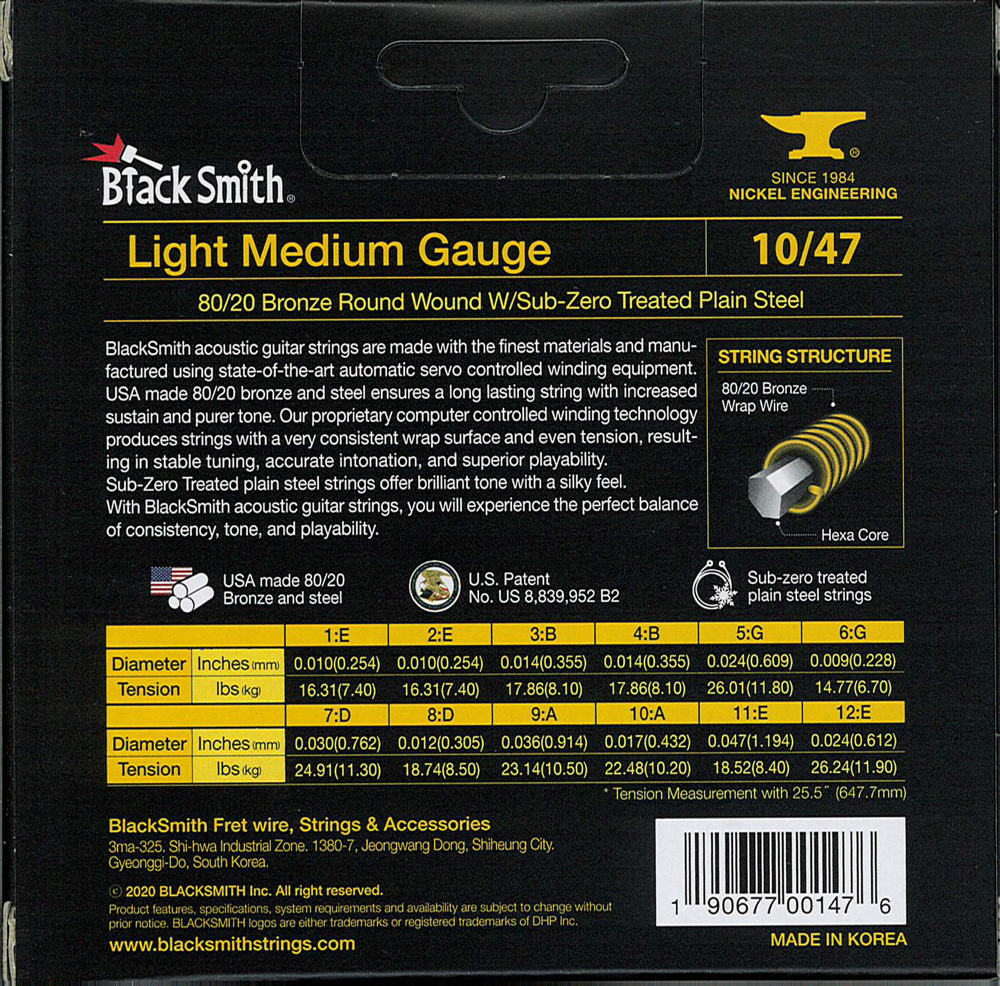 Black Smith®
®
SINCE 1984
NICKEL ENGINEERING
Light Medium Gauge 10/47
80/20 Bronze Round Wound W/Sub-Zero Treated Plain Steel
BlackSmith acoustic guitar strings are made with the finest materials and manu-
factured using state-of-the-art automatic servo controlled winding equipment.
USA made 80/20 bronze and steel ensures a long lasting string with increased
sustain and purer tone. Our proprietary computer controlled winding technology
produces strings with a very consistent wrap surface and even tension, result-
ing in stable tuning, accurate intonation, and superior playability.
Sub-Zero Treated plain steel strings offer brilliant tone with a silky feel.
With BlackSmith acoustic guitar strings, you will experience the perfect balance
of consistency, tone, and playability.
STRING STRUCTURE
80/20 Bronze
Wrap Wire
Hexa Core
USA made 80/20
Bronze and steel
U.S. Patent
No. US 8,839,952 B2
Sub-zero treated
plain steel strings
1:E 2:E 3:B 4:B 5:G 6:G
Diameter Inches (mm) 0.010(0.254) 0.010(0.254) 0.014(0.355) 0.014(0.355) 0.024(0.609) 0.009(0.228)
Tension lbs (kg) 16.31(7.40) 16.31(7.40) 17.86(8.10) 17.86(8.10) 26.01(11.80) 14.77(6.70)
7:D 8:D 9:A 10:A 11:E 12:E
Diameter Inches (mm) 0.030(0.762) 0.012(0.305) 0.036(0.914) 0.017(0.432) 0.047(1.194) 0.024(0.612)
Tension lbs (kg) 24.91(11.30) 18.74(8.50) 23.14(10.50) 22.48(10.20) 18.52(8.40) 26.24(11.90)
* Tension Measurement with 25.5" (647.7mm)
BlackSmith Fret wire, Strings & Accessories
3ma-325. Shi-hwa Industrial Zone. 1380-7, Jeongwang Dong, Shiheung City.
Gyeonggi-Do, South Korea.
© 2020 BLACKSMITH Inc. All right reserved.
Product features, specifications, system requirements and availability are subject to change without
prior notice. BLACKSMITH logos are either trademarks or registered trademarks of DHP Inc.
www.blacksmithstrings.com
1 90677 00147 6
MADE IN KOREA